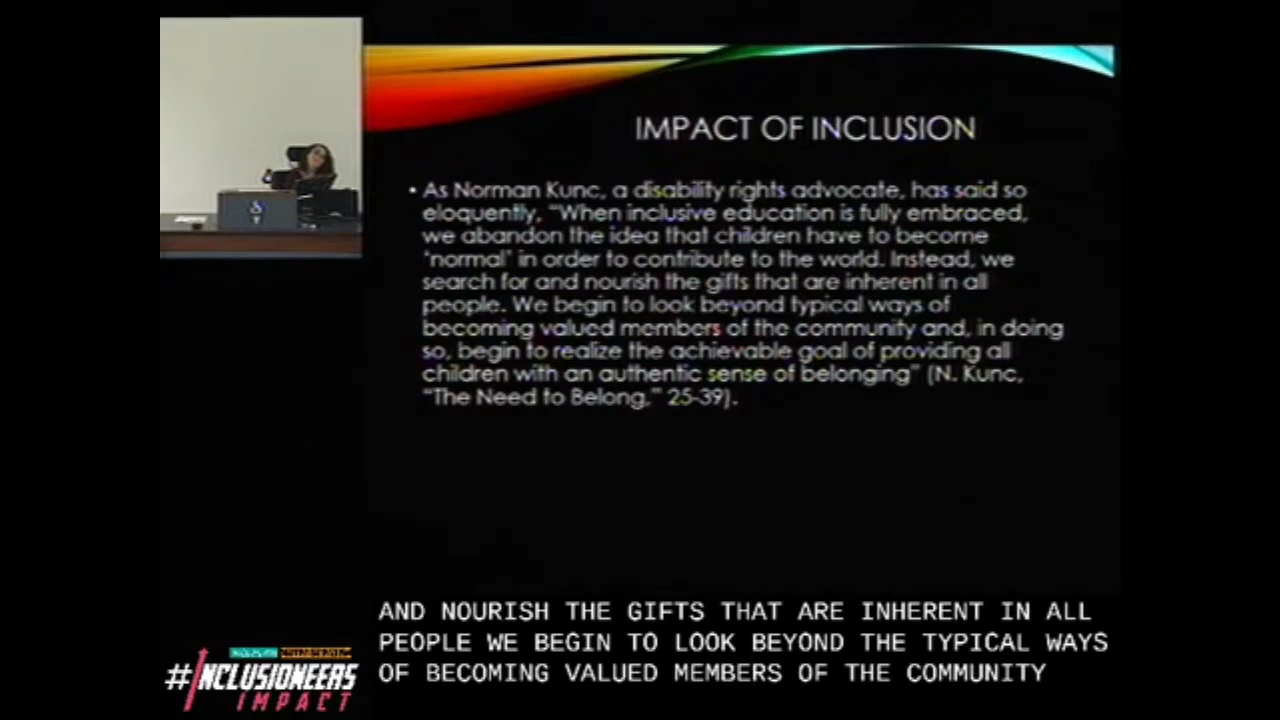 IMPACT OF INCLUSION
• As Norman Kunc, a disability rights advocate, has said so
eloquently, "When inclusive education is fully embraced,
we abandon the idea that children have to become
'normal' in order to contribute to the world. Instead, we
search for and nourish the gifts that are inherent in all
people. We begin to look beyond typical ways of
becoming valued members of the community and, in doing
so, begin to realize the achievable goal of providing all
children with an authentic sense of belonging" (N. Kunc,
"The Need to Belong," 25-39).
AND NOURISH THE GIFTS THAT ARE INHERENT IN ALL
PEOPLE WE BEGIN TO LOOK BEYOND THE TYPICAL WAYS
OF BECOMING VALUED MEMBERS OF THE COMMUNITY
#INCLUSIONEERS
IMPACT